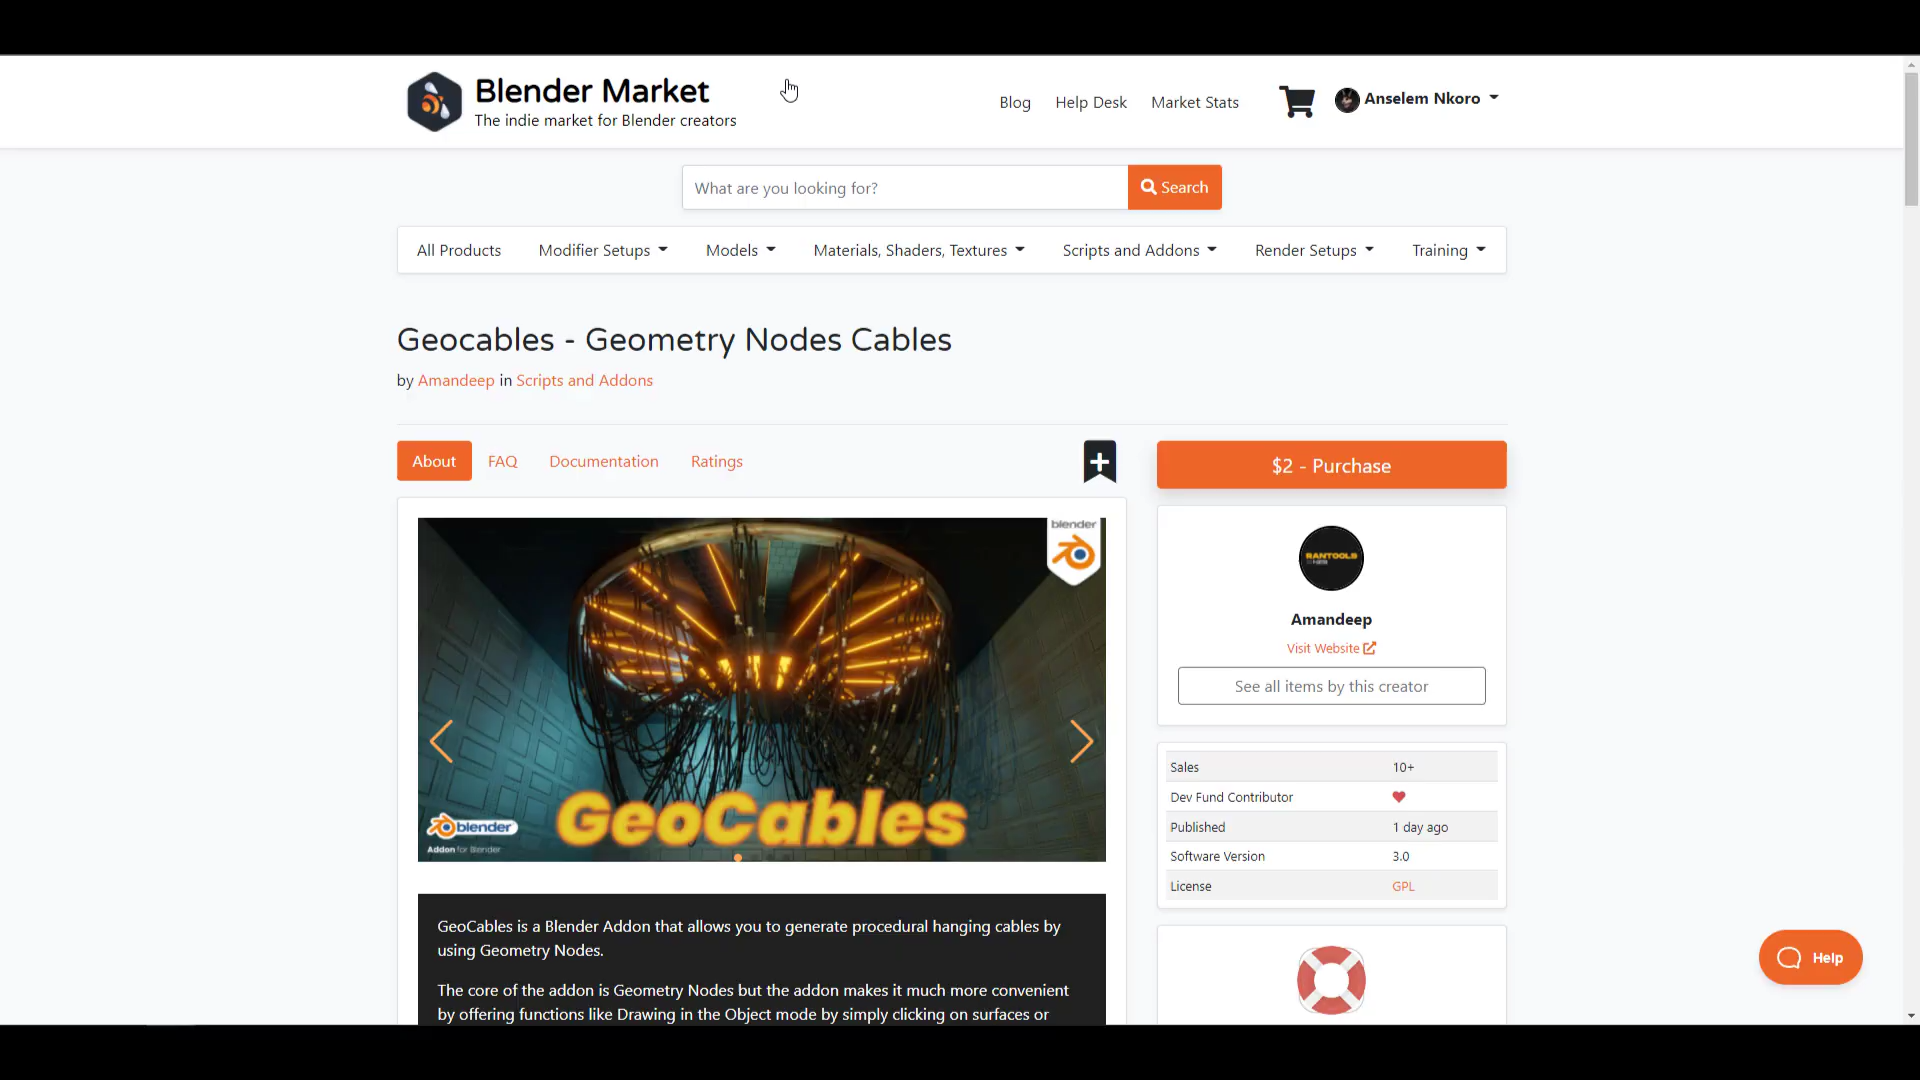 Blender Market
The indie market for Blender creators
Blog
Help Desk
Market Stats
Anselem Nkoro
What are you looking for?
Search
All Products
Modifier Setups
Models
Materials, Shaders, Textures
Scripts and Addons
Render Setups
Training
Geocables - Geometry Nodes Cables
by Amandeep in Scripts and Addons
About
FAQ
Documentation
Ratings
$2 - Purchase
blender
GeoCables
blender
Addon for Blender
RANTOOLS
Amandeep
Visit Website
See all items by this creator
Sales 10+
Dev Fund Contributor
Published 1 day ago
Software Version 3.0
License GPL
GeoCables is a Blender Addon that allows you to generate procedural hanging cables by
using Geometry Nodes.
The core of the addon is Geometry Nodes but the addon makes it much more convenient
by offering functions like Drawing in the Object mode by simply clicking on surfaces or
Help